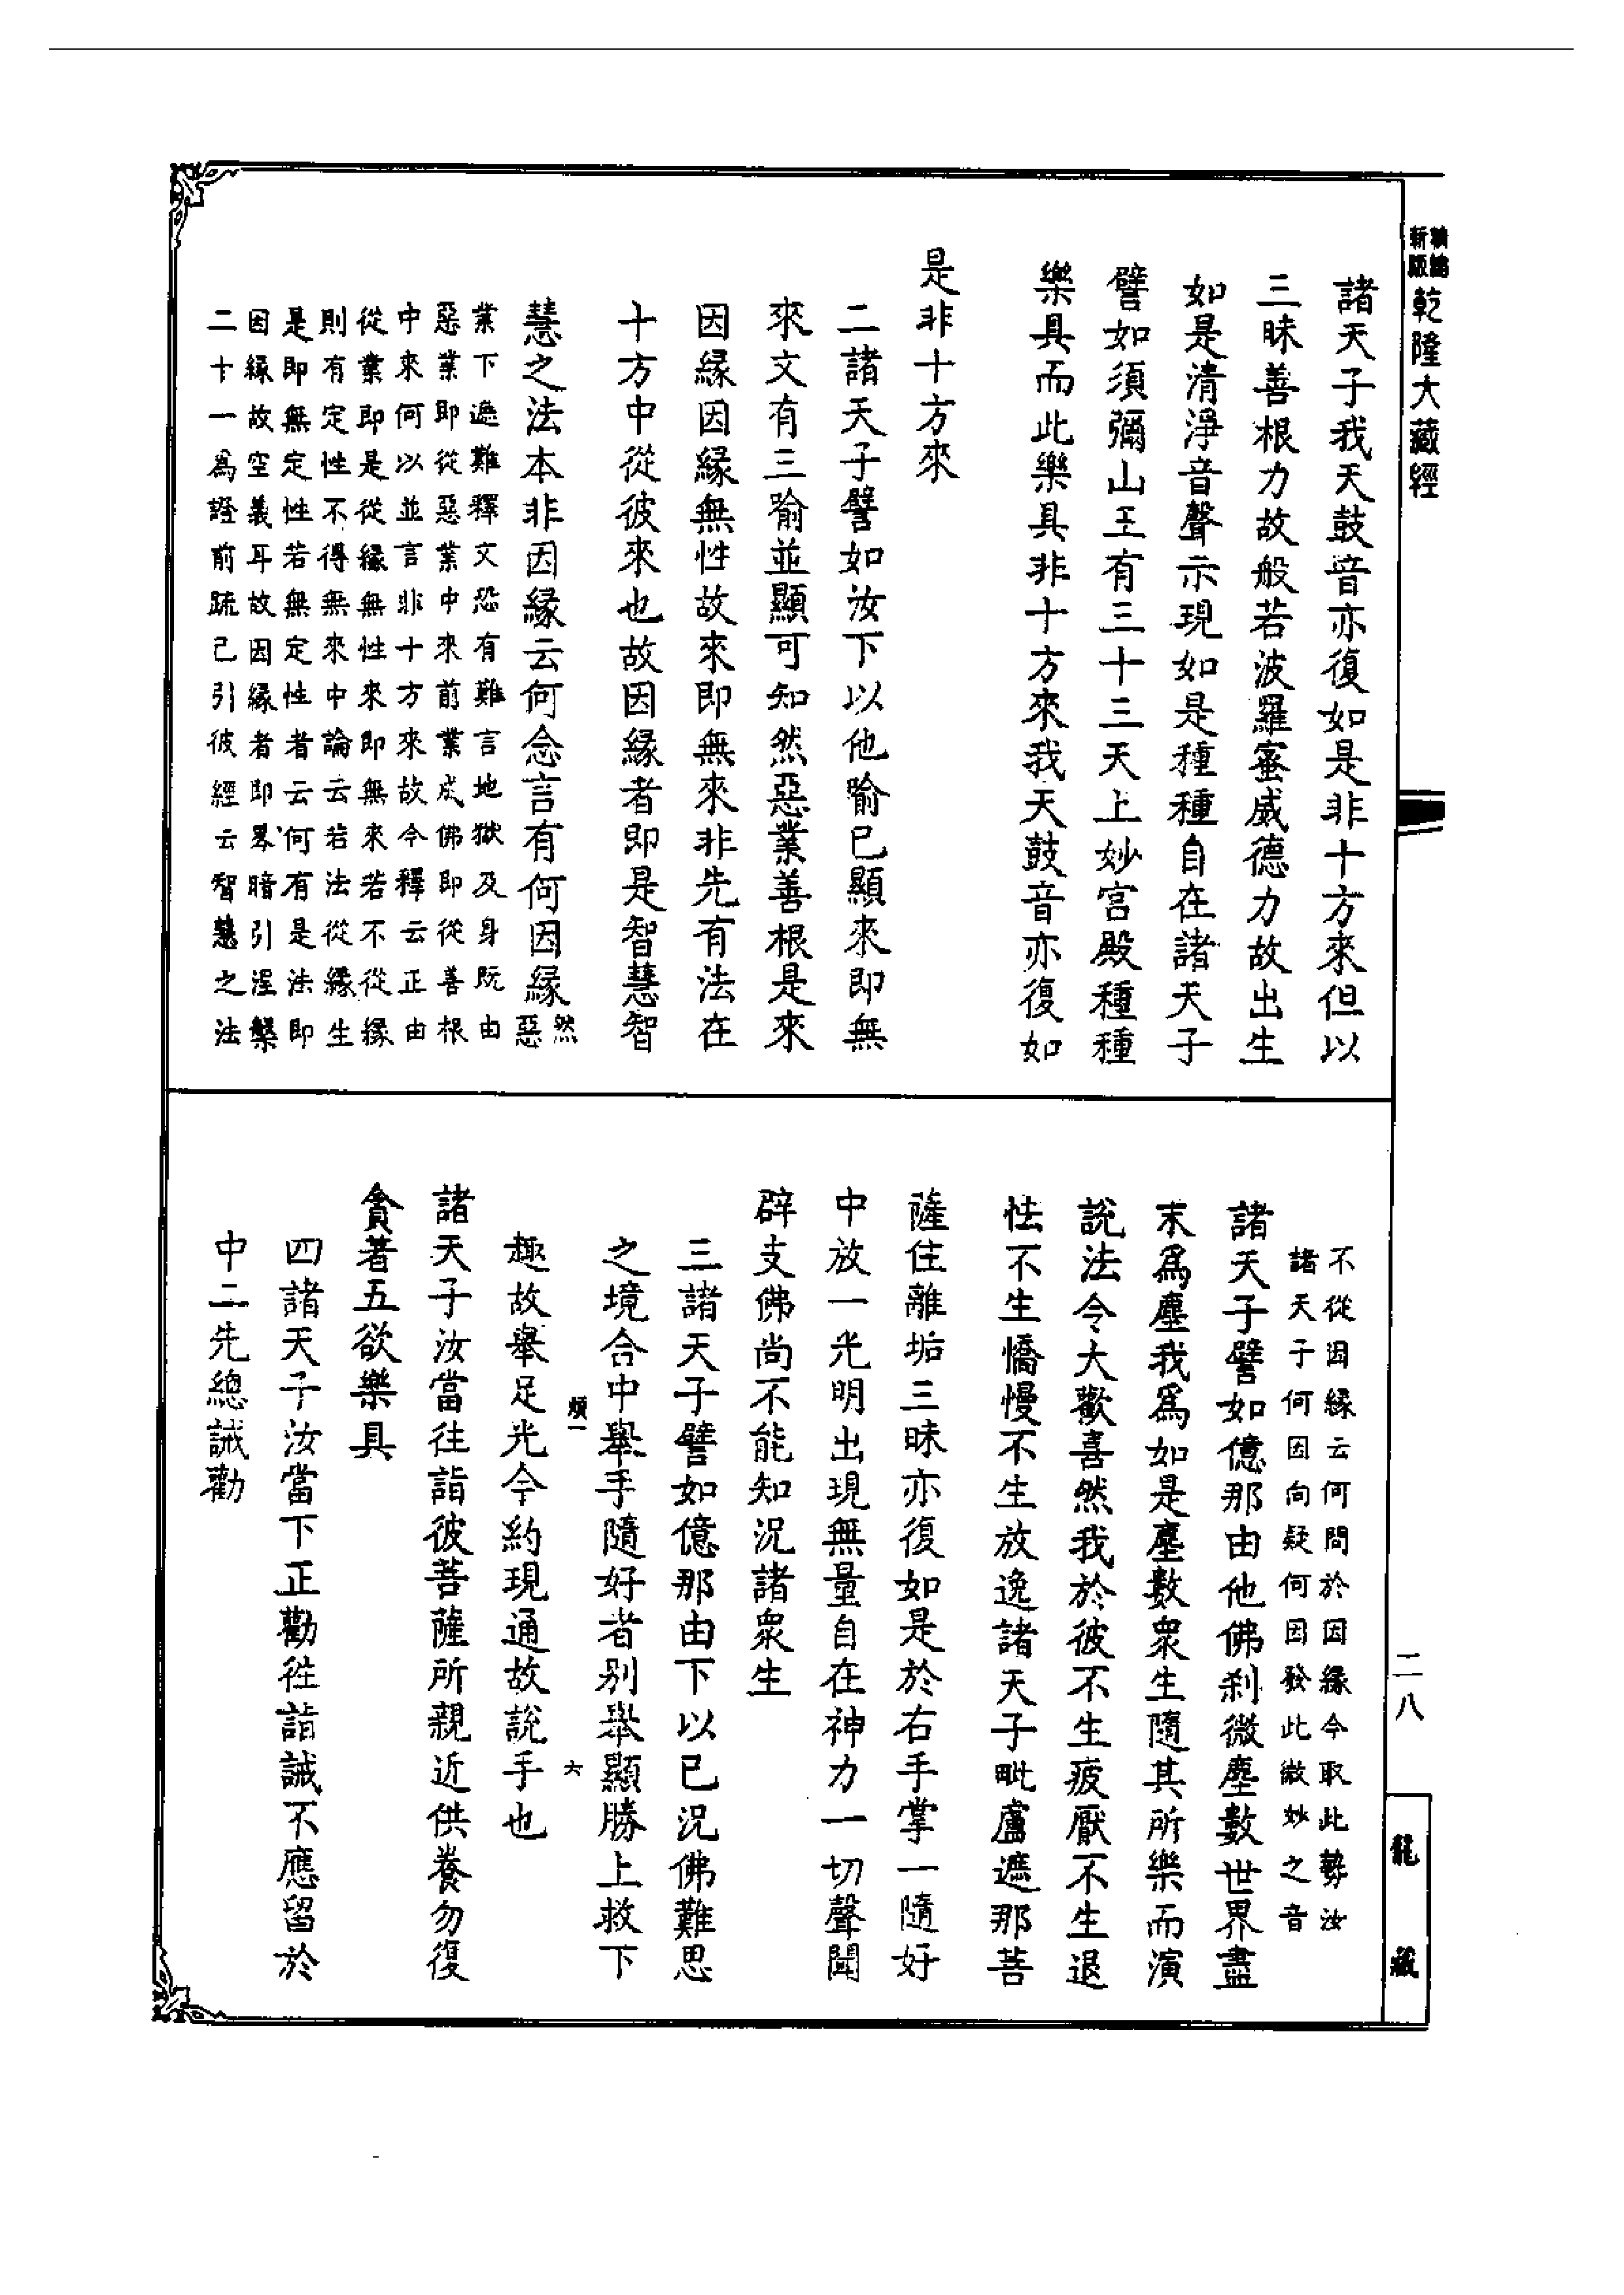 新版精編乾隆大藏經
諸天子我天鼓音亦復如是非十方來但以
三昧善根力故般若波羅蜜威德力故出生
如是清淨音聲示現如是種種自在諸天子
譬如須彌山王有三十三天上妙宮殿種種
樂具而此樂具非十方來我天鼓音亦復如
是非十方來
二諸天子譬如汝下以他喻已顯來即無
來文有三喻並顯可知然惡業善根是來
因緣因緣無性故來即無來非先有法在
十方中從彼來也故因緣者即是智慧智
慧之法本非因緣云何念言有何因緣然惡
業下遮難釋文恐有難言地獄及身既由
惡業即從惡業中來前業成佛即從善根
中來何以並言非十方來故今釋云正由
從業即是從緣無性來即無來若不從緣
則有定性不得無來中論云若法從緣生
是即無定性若無定性者云何有是法即
因緣故空義耳故因緣者即畧暗引涅槃
二十一為證前疏已引彼經云智慧之法
不從因緣云何問於因緣今取此勢汝
諸天子何因向疑何因發此微妙之音
諸天子譬如億那由他佛刹微塵數世界盡
末為塵我為如是塵數衆生隨其所樂而演
說法令大歡喜然我於彼不生疲厭不生退
怯不生憍慢不生放逸諸天子毗盧遮那菩
薩住離垢三昧亦復如是於右手掌一隨好
中放一光明出現無量自在神力一切聲聞
辟支佛尚不能知況諸衆生
三諸天子譬如億那由下以已況佛難思
之境合中舉手隨好者别舉顯勝上救下
趣故舉足光今約現通故說手也
諸天子汝當往詣彼菩薩所親近供養勿復
貪著五欲樂具
四諸天子汝當下正勸徃詣誡不應留於
中二先總誡勸
六
二八
龍藏